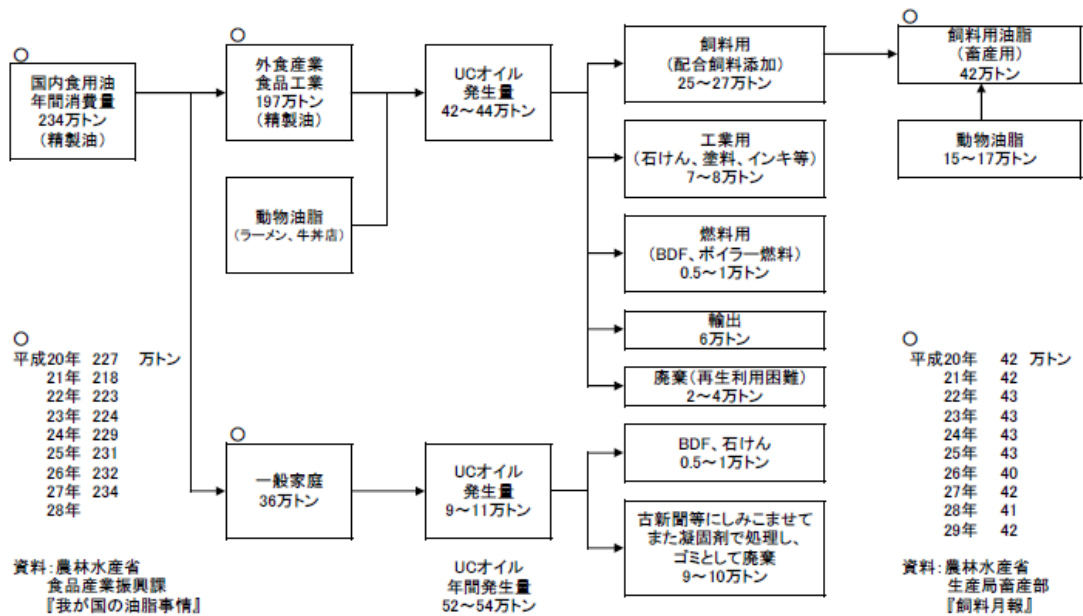 ○
国内食用油
年間消費量
234万トン
(精製油)
○
外食産業
食品工業
197万トン
(精製油)
動物油脂
(ラーメン、牛丼店)
UCオイル
発生量
42～44万トン
飼料用
(配合飼料添加)
25～27万トン
○
飼料用油脂
(畜産用)
42万トン
動物油脂
15～17万トン
工業用
(石けん、塗料、インキ等)
7～8万トン
燃料用
(BDF、ボイラー燃料)
0.5～1万トン
輸出
6万トン
廃棄(再生利用困難)
2～4万トン
○
一般家庭
36万トン
UCオイル
発生量
9～11万トン
BDF、石けん
0.5～1万トン
古新聞等にしみこませて
また凝固剤で処理し、
ゴミとして廃棄
9～10万トン
UCオイル
年間発生量
52～54万トン
○
平成20年 227 万トン
21年 218
22年 223
23年 224
24年 229
25年 231
26年 232
27年 234
28年
資料:農林水産省
食品産業振興課
『我が国の油脂事情』
○
平成20年 42 万トン
21年 42
22年 43
23年 43
24年 43
25年 43
26年 40
27年 42
28年 41
29年 42
資料:農林水産省
生産局畜産部
『飼料月報』